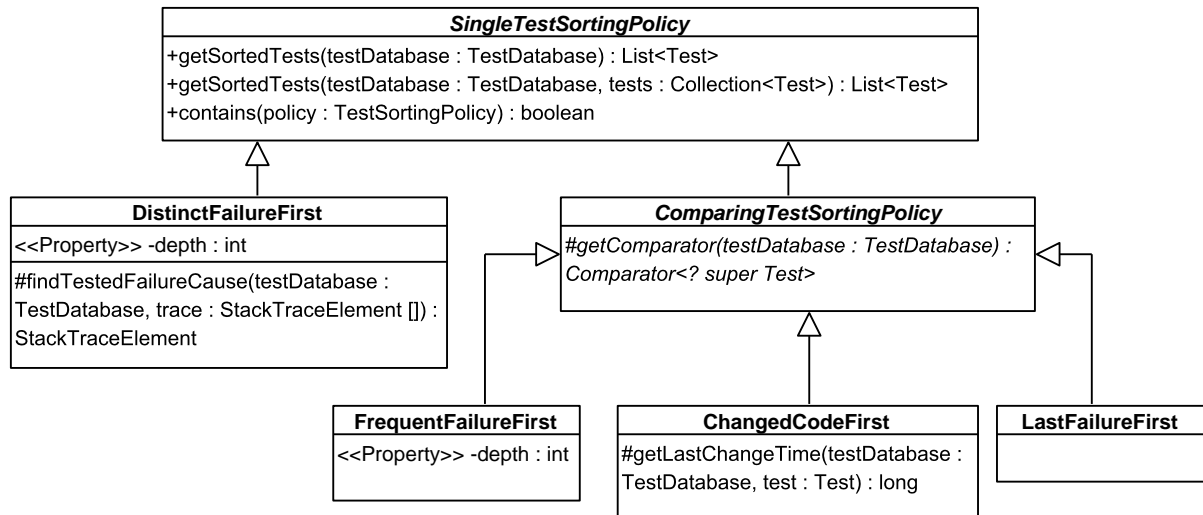 SingleTestSortingPolicy
+getSortedTests(testDatabase : TestDatabase) : List<Test>
+getSortedTests(testDatabase : TestDatabase, tests : Collection<Test>) : List<Test>
+contains(policy : TestSortingPolicy) : boolean
DistinctFailureFirst
<<Property>> -depth : int
#findTestedFailureCause(testDatabase :
TestDatabase, trace : StackTraceElement []) :
StackTraceElement
ComparingTestSortingPolicy
#getComparator(testDatabase : TestDatabase) :
Comparator<? super Test>
FrequentFailureFirst
<<Property>> -depth : int
ChangedCodeFirst
#getLastChangeTime(testDatabase :
TestDatabase, test : Test) : long
LastFailureFirst